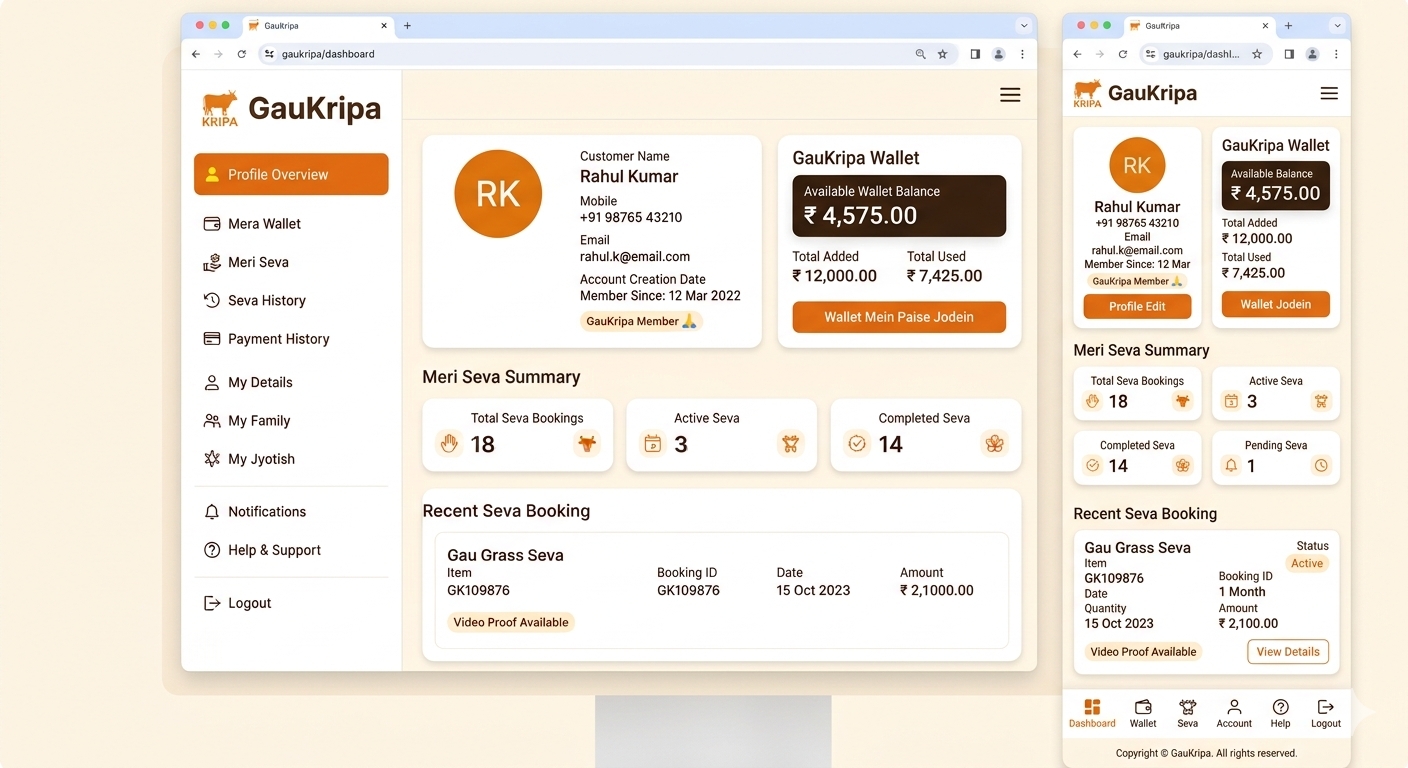 Gaukripa
gaukripa/dashboard
KRIPA
GauKripa
Profile Overview
Mera Wallet
Meri Seva
Seva History
Payment History
My Details
My Family
My Jyotish
Notifications
Help & Support
Logout
RK
Customer Name
Rahul Kumar
Mobile
+91 98765 43210
Email
rahul.k@email.com
Account Creation Date
Member Since: 12 Mar 2022
GauKripa Member 🙏
GauKripa Wallet
Available Wallet Balance
₹ 4,575.00
Total Added Total Used
₹ 12,000.00 ₹ 7,425.00
Wallet Mein Paise Jodein
Meri Seva Summary
Total Seva Bookings
18
Active Seva
3
Completed Seva
14
Recent Seva Booking
Gau Grass Seva
Item Booking ID Date Amount
GK109876 GK109876 15 Oct 2023 ₹ 2,1000.00
Video Proof Available
Gaukripa
gaukripa/dashl...
KRIPA
GauKripa
RK
Rahul Kumar
+91 98765 43210
Email
rahul.k@email.com
Member Since: 12 Mar
GauKripa Member 🙏
Profile Edit
GauKripa Wallet
Available Balance
₹ 4,575.00
Total Added
₹ 12,000.00
Total Used
₹ 7,425.00
Wallet Jodein
Meri Seva Summary
Total Seva Bookings
18
Active Seva
3
3
Completed Seva
14
Pending Seva
1
Recent Seva Booking
Gau Grass Seva
Status
Active
Item
GK109876
Date
Quantity
15 Oct 2023
Booking ID
1 Month
Amount
₹ 2,100.00
Video Proof Available
View Details
Dashboard Wallet Seva Account Help Logout
Copyright © GauKripa. All rights reserved.